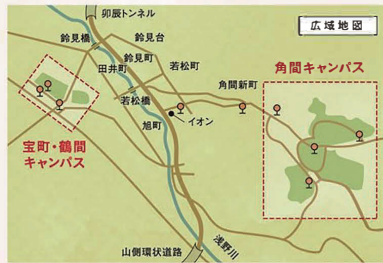 卯辰トンネル
広域地図
鈴見橋
鈴見台
鈴見町
田井町
若松町
角間新町
角間キャンパス
若松橋
旭町
イオン
宝町・鶴間
キャンパス
浅野川
山側環状道路